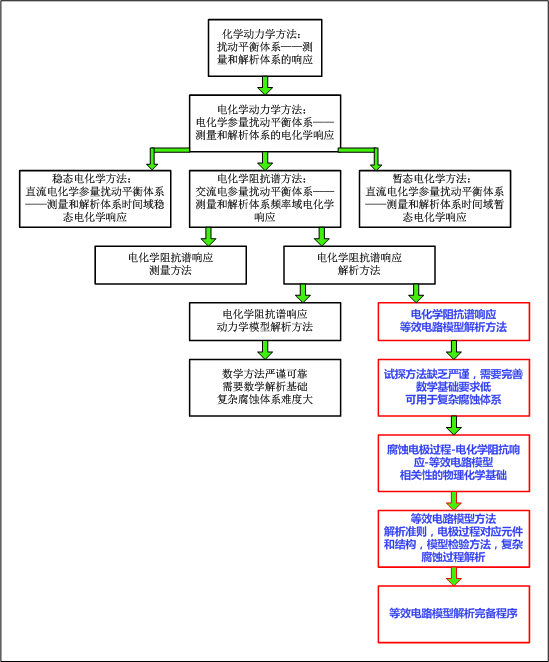 化学动力学方法：
扰动平衡体系——测
量和解析体系的响应
电化学动力学方法：
电化学参量扰动平衡体系——
测量和解析体系的电化学响应
稳态电化学方法：
直流电化学参量扰动平衡体系
——测量和解析体系时间域稳
态电化学响应
电化学阻抗谱方法：
交流电参量扰动平衡体系——
测量和解析体系频率域电化学
响应
暂态电化学方法：
直流电化学参量扰动平衡体系
——测量和解析体系时间域暂
态电化学响应
电化学阻抗谱响应
测量方法
电化学阻抗谱响应
解析方法
电化学阻抗谱响应
动力学模型解析方法
电化学阻抗谱响应
等效电路模型解析方法
数学方法严谨可靠
需要数学解析基础
复杂腐蚀体系难度大
试探方法缺乏严谨，需要完善
数学基础要求低
可用于复杂腐蚀体系
腐蚀电极过程-电化学阻抗响
应-等效电路模型
相关性的物理化学基础
等效电路模型方法
解析准则，电极过程对应元件
和结构，模型检验方法，复杂
腐蚀过程解析
等效电路模型解析完备程序